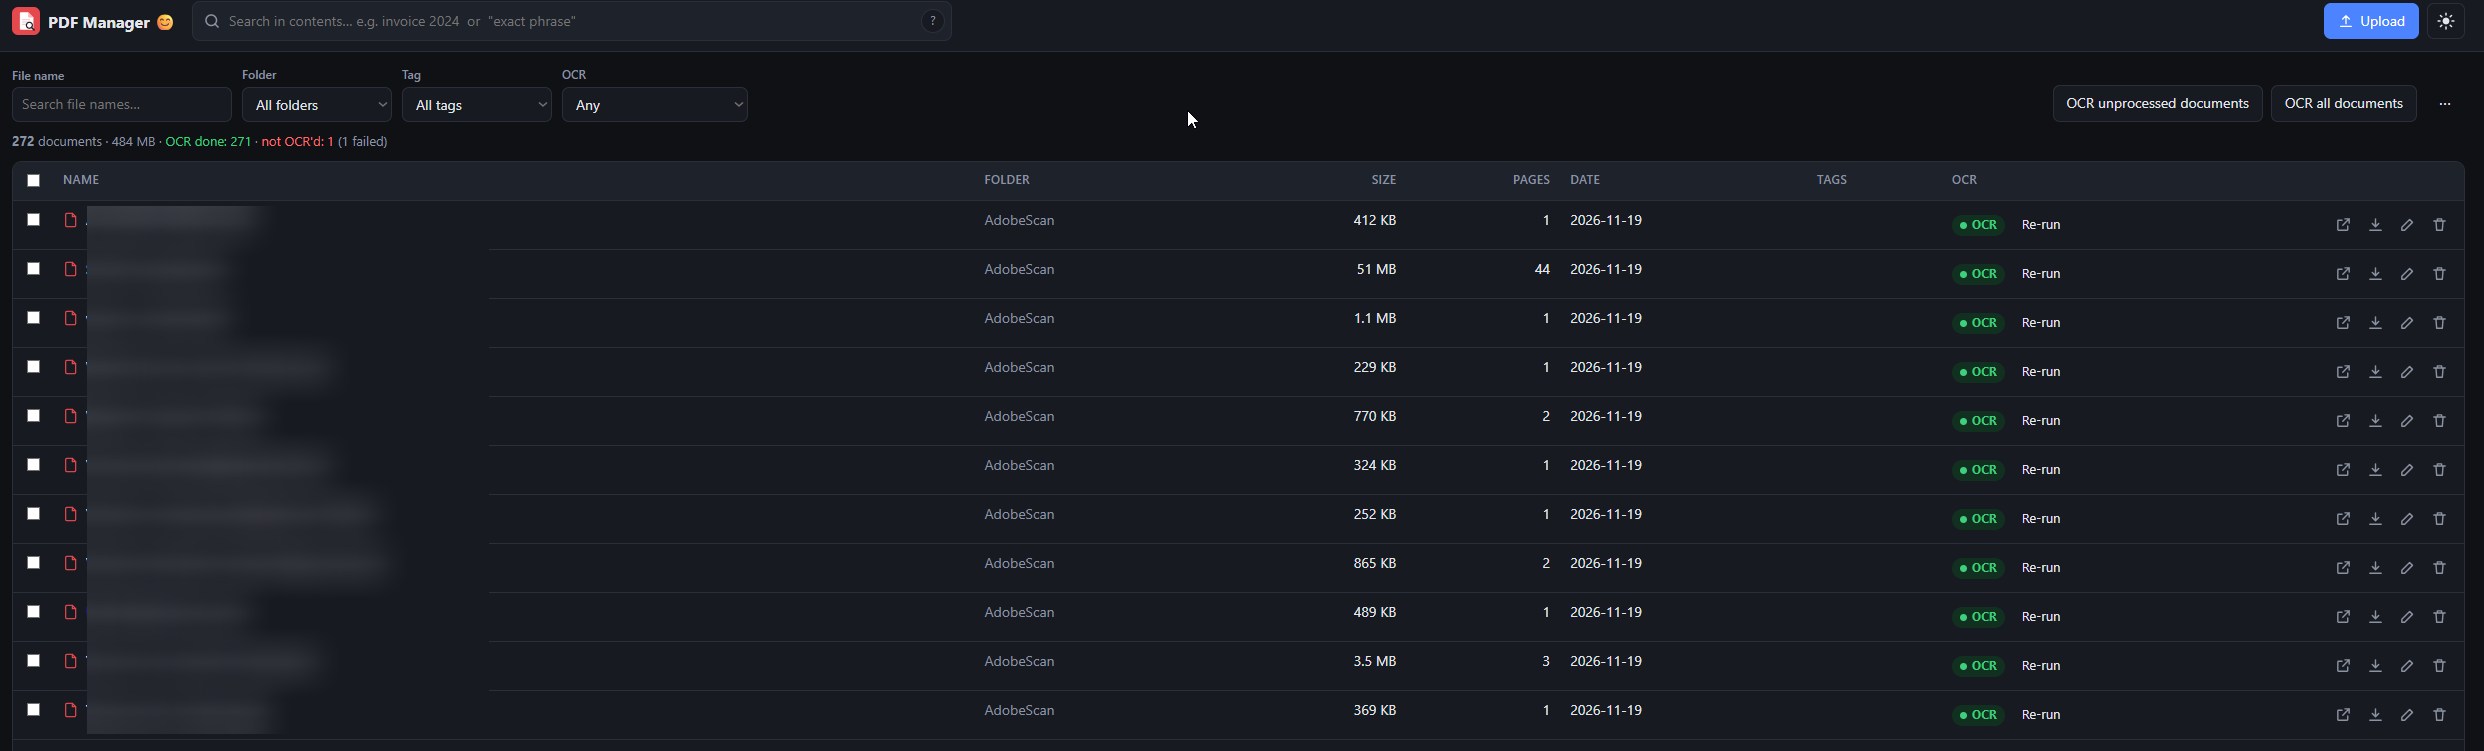 PDF Manager 😊 Search in contents... e.g. invoice 2024 or "exact phrase" ? Upload
File name Folder Tag OCR
Search file names... All folders All tags Any OCR unprocessed documents OCR all documents ...
272 documents · 484 MB · OCR done: 271 · not OCR'd: 1 (1 failed)
NAME FOLDER SIZE PAGES DATE TAGS OCR
AdobeScan 412 KB 1 2026-11-19 OCR Re-run
AdobeScan 51 MB 44 2026-11-19 OCR Re-run
AdobeScan 1.1 MB 1 2026-11-19 OCR Re-run
AdobeScan 229 KB 1 2026-11-19 OCR Re-run
AdobeScan 770 KB 2 2026-11-19 OCR Re-run
AdobeScan 324 KB 1 2026-11-19 OCR Re-run
AdobeScan 252 KB 1 2026-11-19 OCR Re-run
AdobeScan 865 KB 2 2026-11-19 OCR Re-run
AdobeScan 489 KB 1 2026-11-19 OCR Re-run
AdobeScan 3.5 MB 3 2026-11-19 OCR Re-run
AdobeScan 369 KB 1 2026-11-19 OCR Re-run